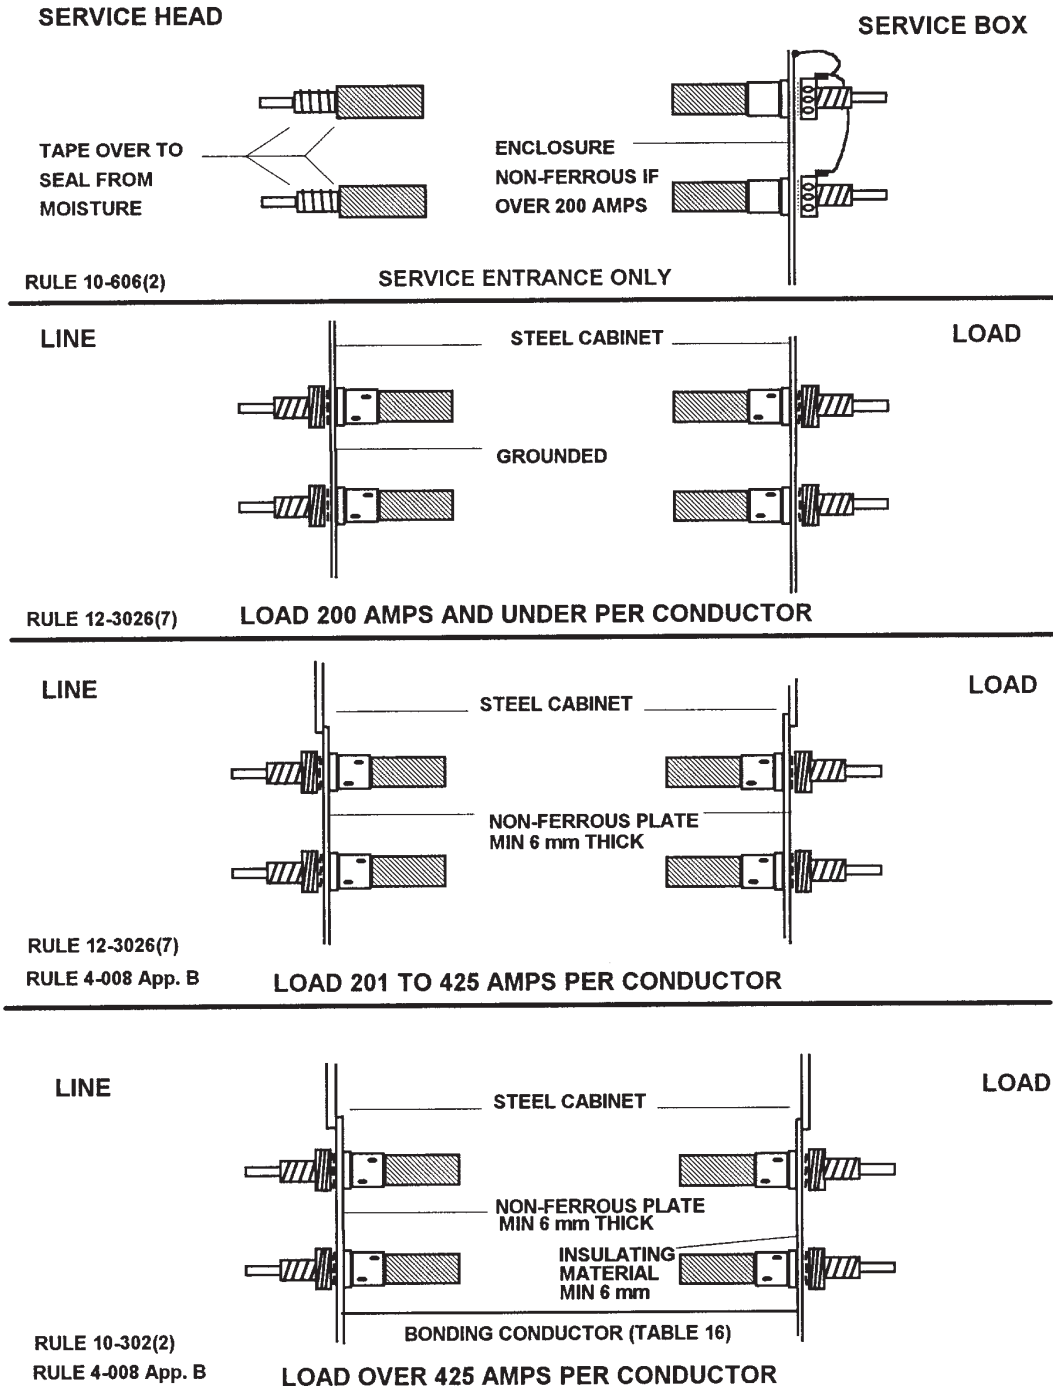 SERVICE HEAD
SERVICE BOX
TAPE OVER TO
SEAL FROM
MOISTURE
ENCLOSURE
NON-FERROUS IF
OVER 200 AMPS
RULE 10-606(2)
SERVICE ENTRANCE ONLY
LINE
STEEL CABINET
LOAD
GROUNDED
RULE 12-3026(7)
LOAD 200 AMPS AND UNDER PER CONDUCTOR
LINE
STEEL CABINET
LOAD
NON-FERROUS PLATE
MIN 6 mm THICK
RULE 12-3026(7)
RULE 4-008 App. B
LOAD 201 TO 425 AMPS PER CONDUCTOR
LINE
STEEL CABINET
LOAD
NON-FERROUS PLATE
MIN 6 mm THICK
INSULATING
MATERIAL
MIN 6 mm
BONDING CONDUCTOR (TABLE 16)
RULE 10-302(2)
RULE 4-008 App. B
LOAD OVER 425 AMPS PER CONDUCTOR